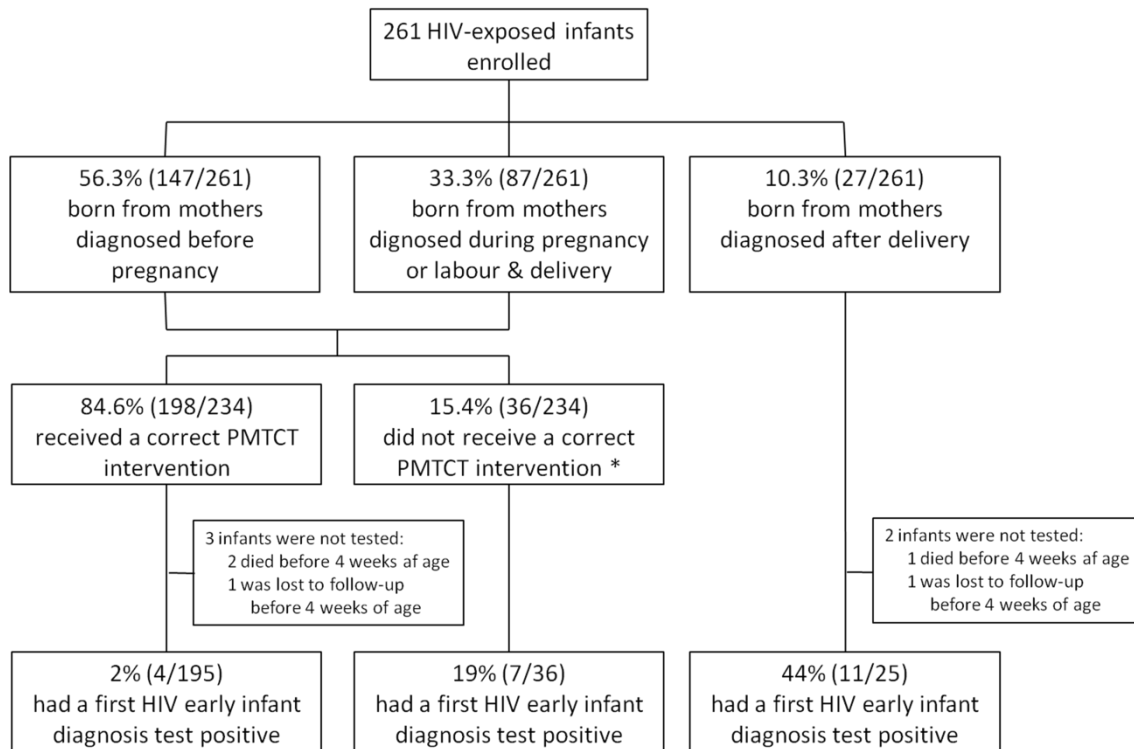 261 HIV-exposed infants
enrolled
56.3% (147/261)
born from mothers
diagnosed before
pregnancy
33.3% (87/261)
born from mothers
dignosed during pregnancy
or labour & delivery
10.3% (27/261)
born from mothers
diagnosed after delivery
84.6% (198/234)
received a correct PMTCT
intervention
15.4% (36/234)
did not receive a correct
PMTCT intervention *
3 infants were not tested:
2 died before 4 weeks af age
1 was lost to follow-up
before 4 weeks of age
2 infants were not tested:
1 died before 4 weeks af age
1 was lost to follow-up
before 4 weeks of age
2% (4/195)
had a first HIV early infant
diagnosis test positive
19% (7/36)
had a first HIV early infant
diagnosis test positive
44% (11/25)
had a first HIV early infant
diagnosis test positive